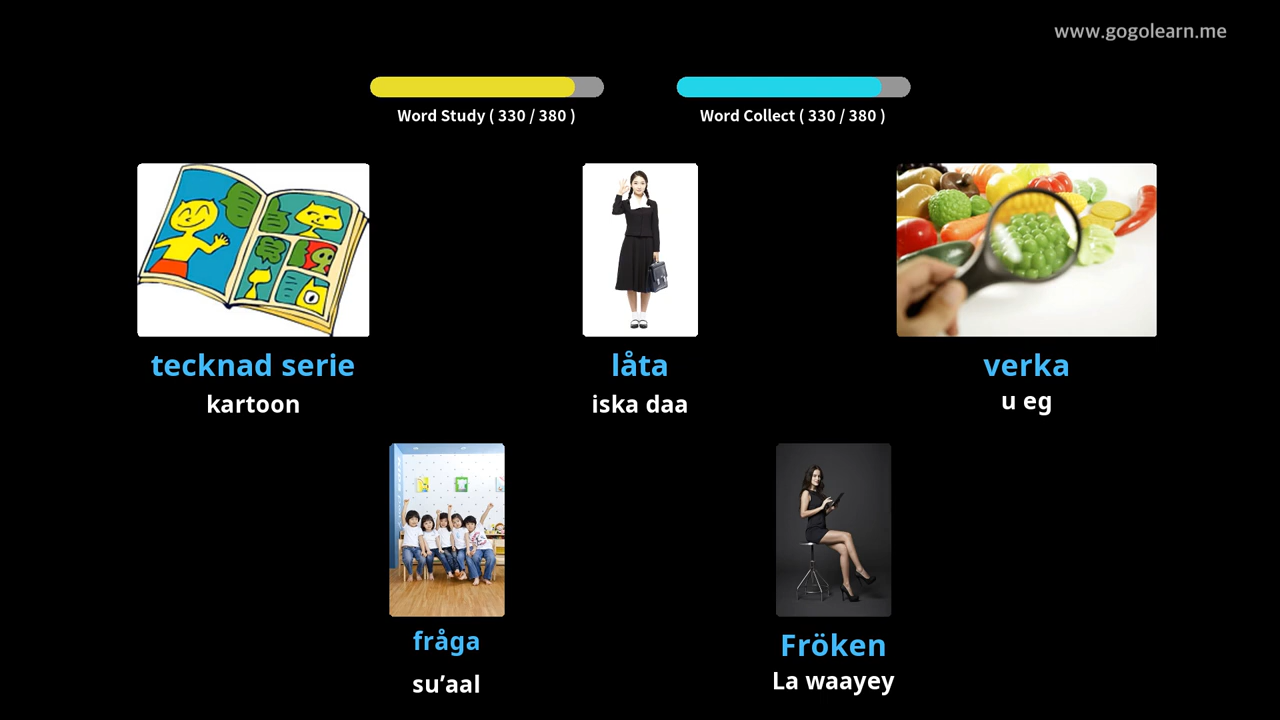 www.gogolearn.me
Word Study ( 330 / 380 )
Word Collect ( 330 / 380 )
tecknad serie
kartoon
låta
iska daa
verka
u eg
fråga
su’aal
Fröken
La waayey